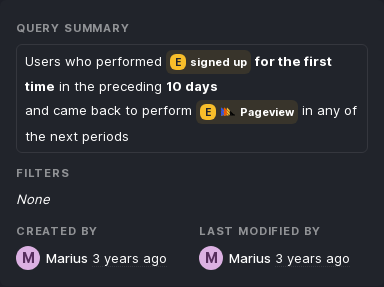 QUERY SUMMARY
Users who performed E signed up for the first
time in the preceding 10 days
and came back to perform E Pageview in any of
the next periods
FILTERS
None
CREATED BY LAST MODIFIED BY
M Marius 3 years ago M Marius 3 years ago